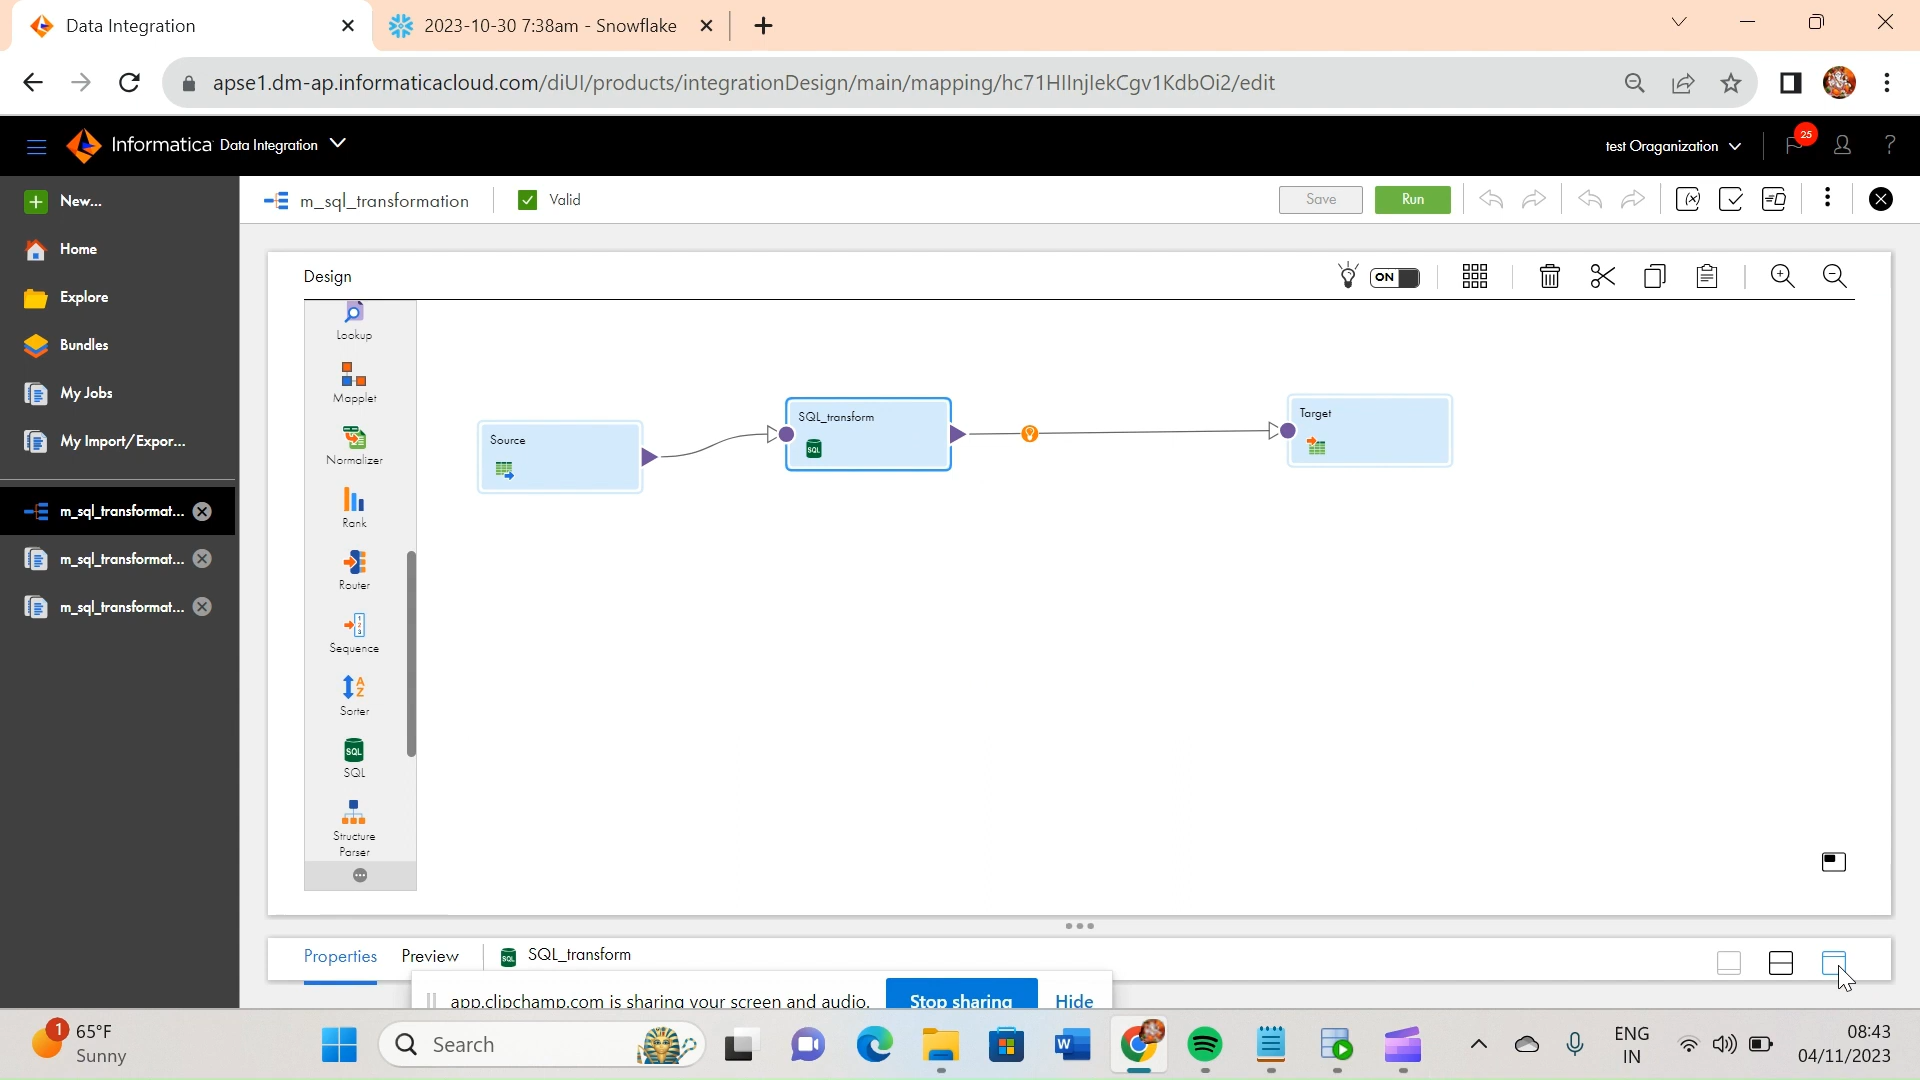 Data Integration
2023-10-30 7:38am - Snowflake
apse1.dm-ap.informaticacloud.com/diUI/products/integrationDesign/main/mapping/hc71HIlnjlekCgv1KdbOi2/edit
Informatica Data Integration
test Oraganization
25
?
New...
m_sql_transformation
Valid
Save
Run
Home
Explore
Bundles
My Jobs
My Import/Expor...
m_sql_transformat...
m_sql_transformat...
m_sql_transformat...
Design
ON
Lookup
Mapplet
Normalizer
Rank
Router
Sequence
Sorter
SQL
SQL
Structure
Parser
Source
SQL_transform
SQL
Target
Properties
Preview
SQL
SQL_transform
app.clipchamp.com is sharing your screen and audio.
Stop sharing
Hide
1
65°F
Sunny
Search
ENG
IN
08:43
04/11/2023